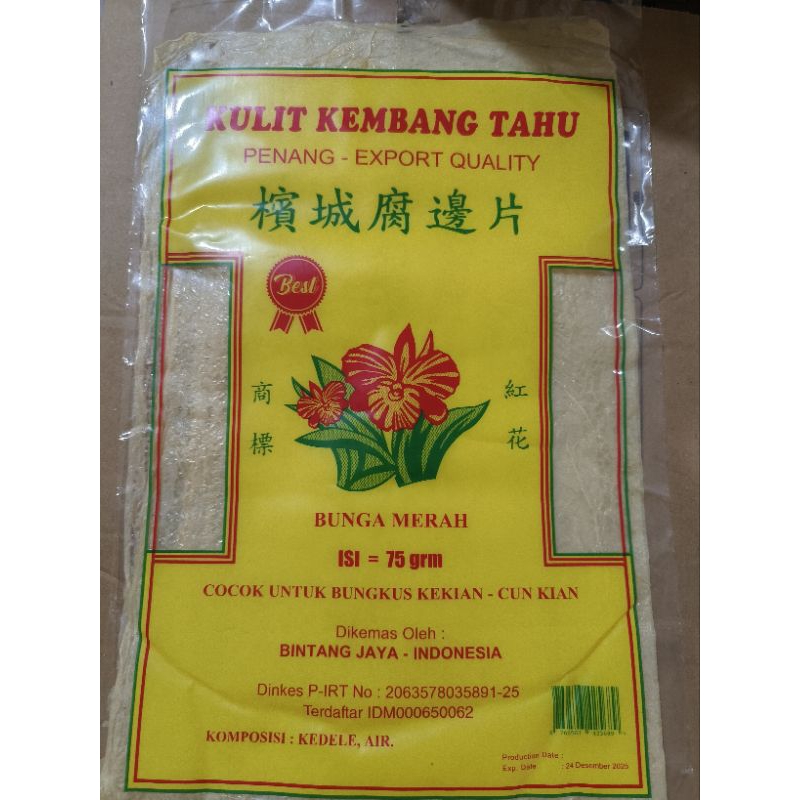 KULIT KEMBANG TAHU
PENANG - EXPORT QUALITY
檳城腐邊片
Best
商標
紅花
BUNGA MERAH
ISI = 75 grm
COCOK UNTUK BUNGKUS KEKIAN - CUN KIAN
Dikemas Oleh :
BINTANG JAYA - INDONESIA
Dinkes P-IRT No : 2063578035891-25
Terdaftar IDM000650062
KOMPOSISI : KEDELE, AIR.
Production Date :
Exp. Date : 24 Desember 2025